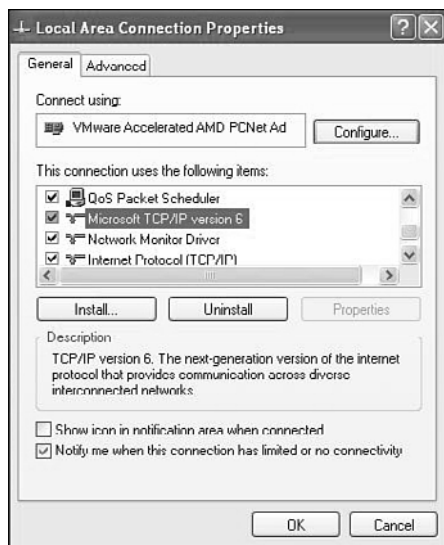 Local Area Connection Properties
General
Advanced
Connect using:
VMware Accelerated AMD PCNet Ad
Configure...
This connection uses the following items:
QoS Packet Scheduler
Microsoft TCP/IP version 6
Network Monitor Driver
Internet Protocol (TCP/IP)
Install...
Uninstall
Properties
Description
TCP/IP version 6. The next-generation version of the internet
protocol that provides communication across diverse
interconnected networks.
Show icon in notification area when connected
Notify me when this connection has limited or no connectivity
OK
Cancel